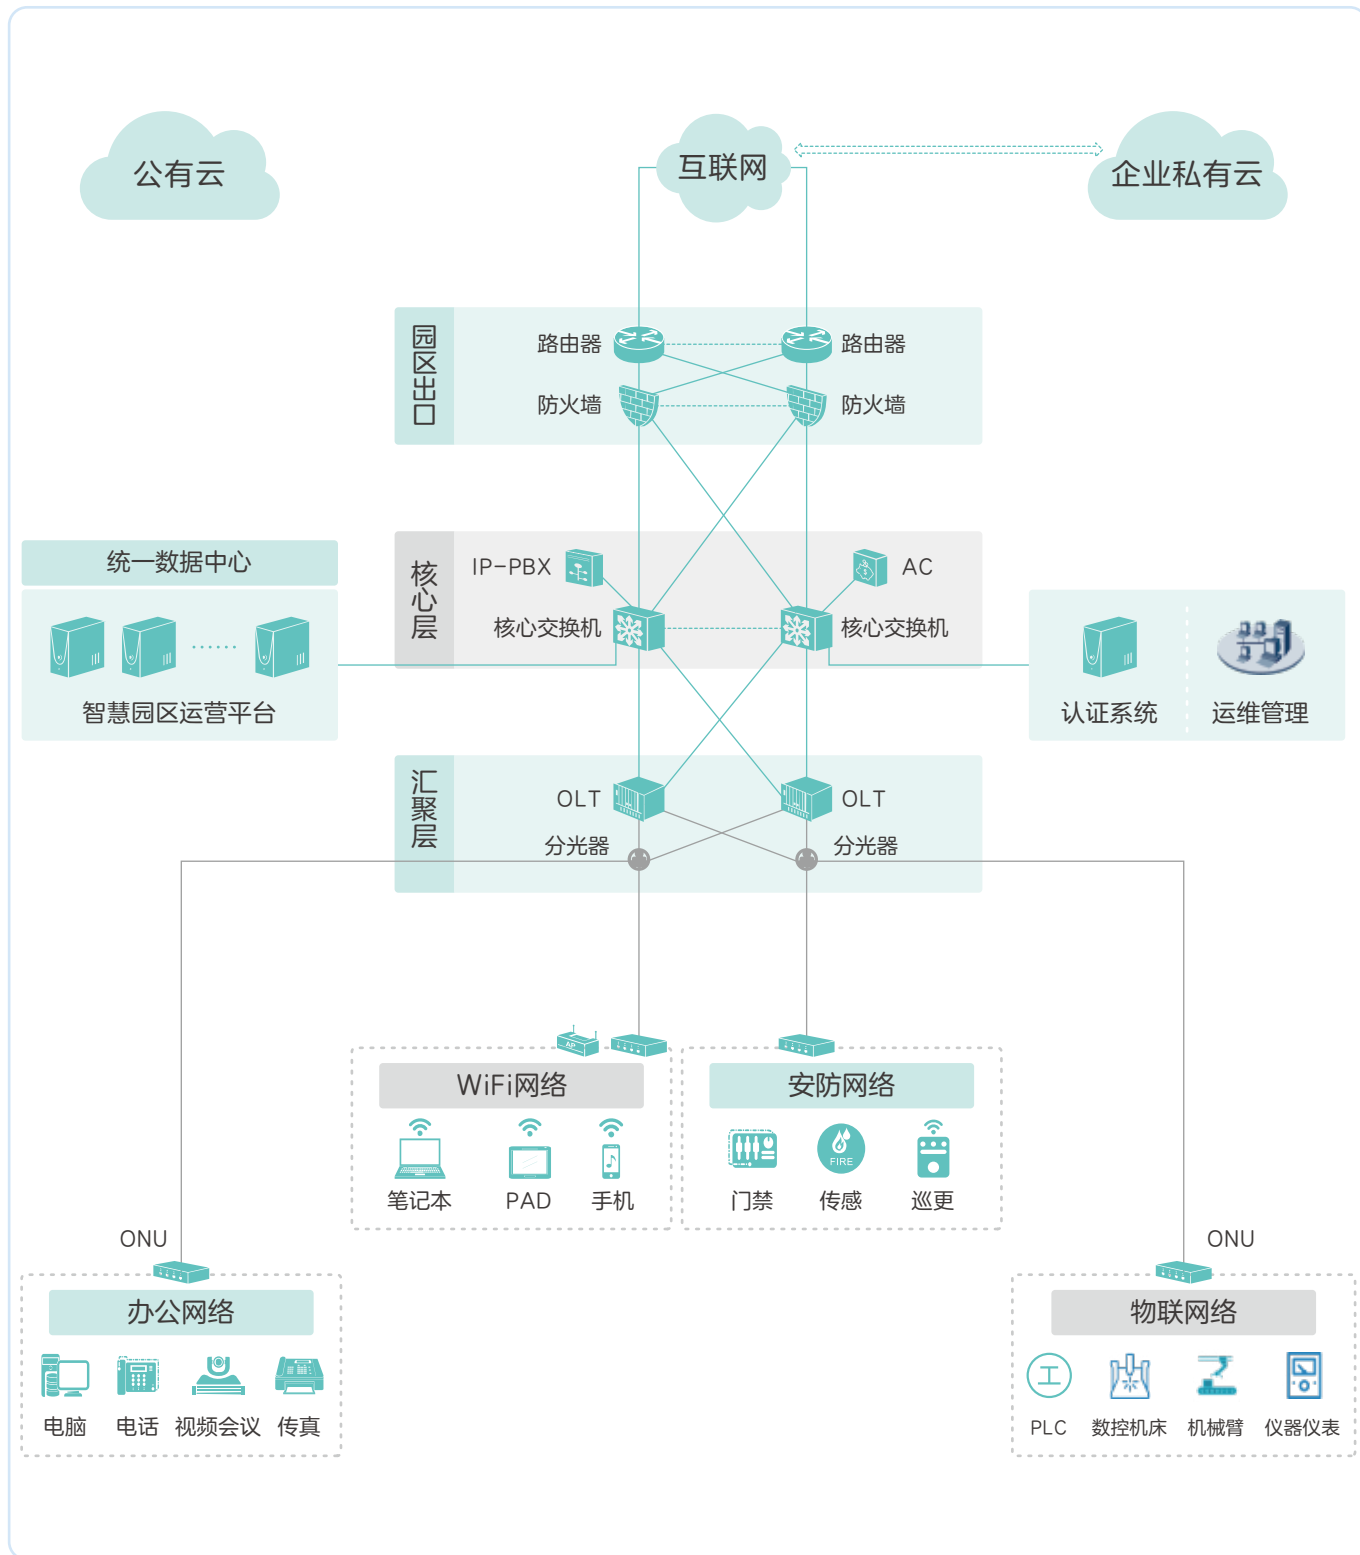 公有云
互联网
企业私有云
园区出口
路由器
路由器
防火墙
防火墙
统一数据中心
核心层
IP-PBX
AC
核心交换机
核心交换机
智慧园区运营平台
认证系统
运维管理
汇聚层
OLT
OLT
分光器
分光器
AP
WiFi网络
安防网络
FIRE
笔记本
PAD
手机
门禁
传感
巡更
ONU
ONU
办公网络
物联网络
电脑
电话
视频会议
传真
PLC
数控机床
机械臂
仪器仪表